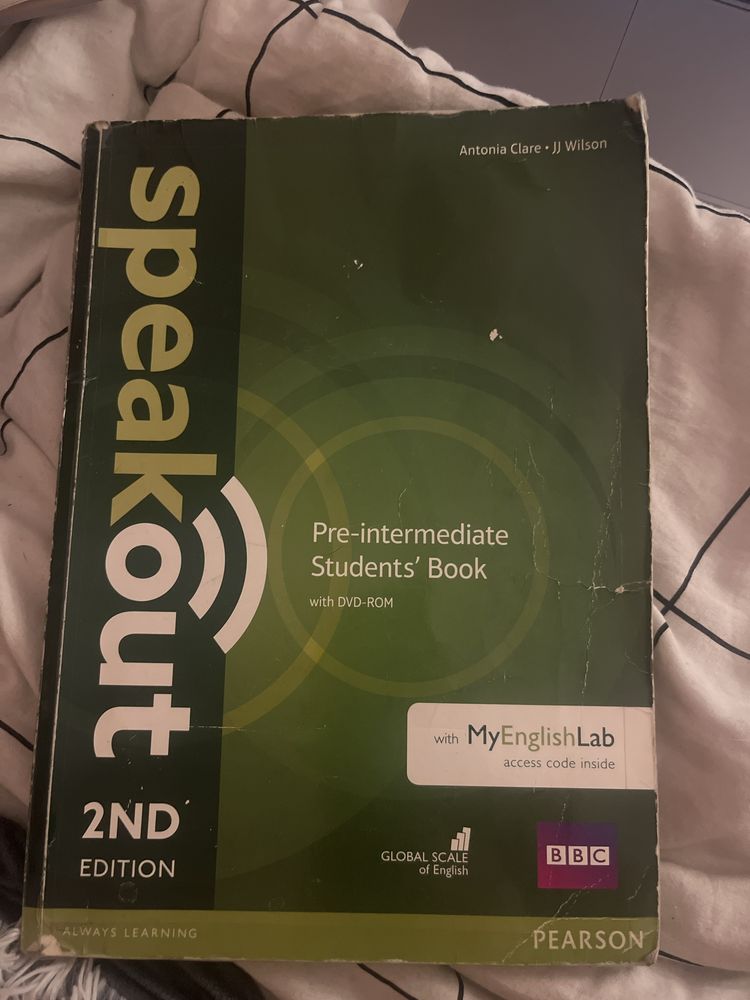 Antonia Clare • JJ Wilson
speakout
2ND
EDITION
Pre-intermediate
Students' Book
with DVD-ROM
with MyEnglishLab
access code inside
GLOBAL SCALE
of English
BBC
ALWAYS LEARNING
PEARSON